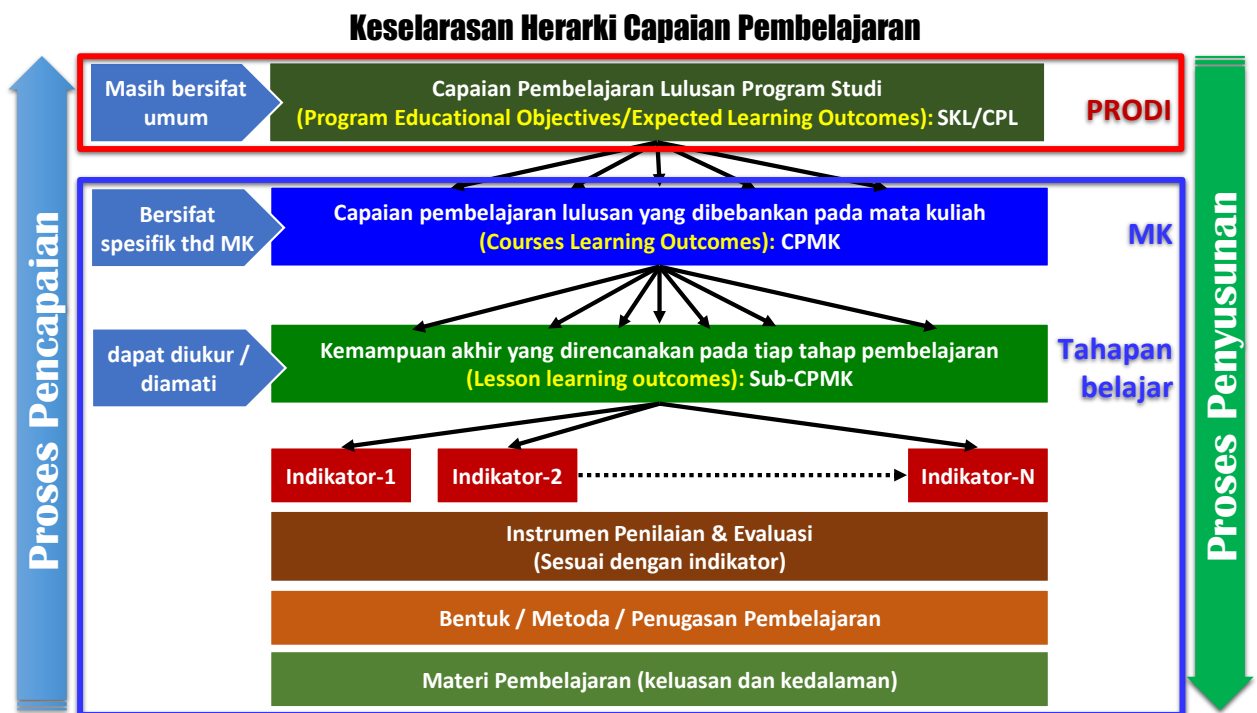 Keselarasan Herarki Capaian Pembelajaran
Proses Pencapaian
Masih bersifat
umum
Capaian Pembelajaran Lulusan Program Studi
(Program Educational Objectives/Expected Learning Outcomes): SKL/CPL
PRODI
Bersifat
spesifik thd MK
Capaian pembelajaran lulusan yang dibebankan pada mata kuliah
(Courses Learning Outcomes): CPMK
MK
dapat diukur /
diamati
Kemampuan akhir yang direncanakan pada tiap tahap pembelajaran
(Lesson learning outcomes): Sub-CPMK
Tahapan
belajar
Indikator-1
Indikator-2
Indikator-N
Instrumen Penilaian & Evaluasi
(Sesuai dengan indikator)
Bentuk / Metoda / Penugasan Pembelajaran
Materi Pembelajaran (keluasan dan kedalaman)
Proses Penyusunan